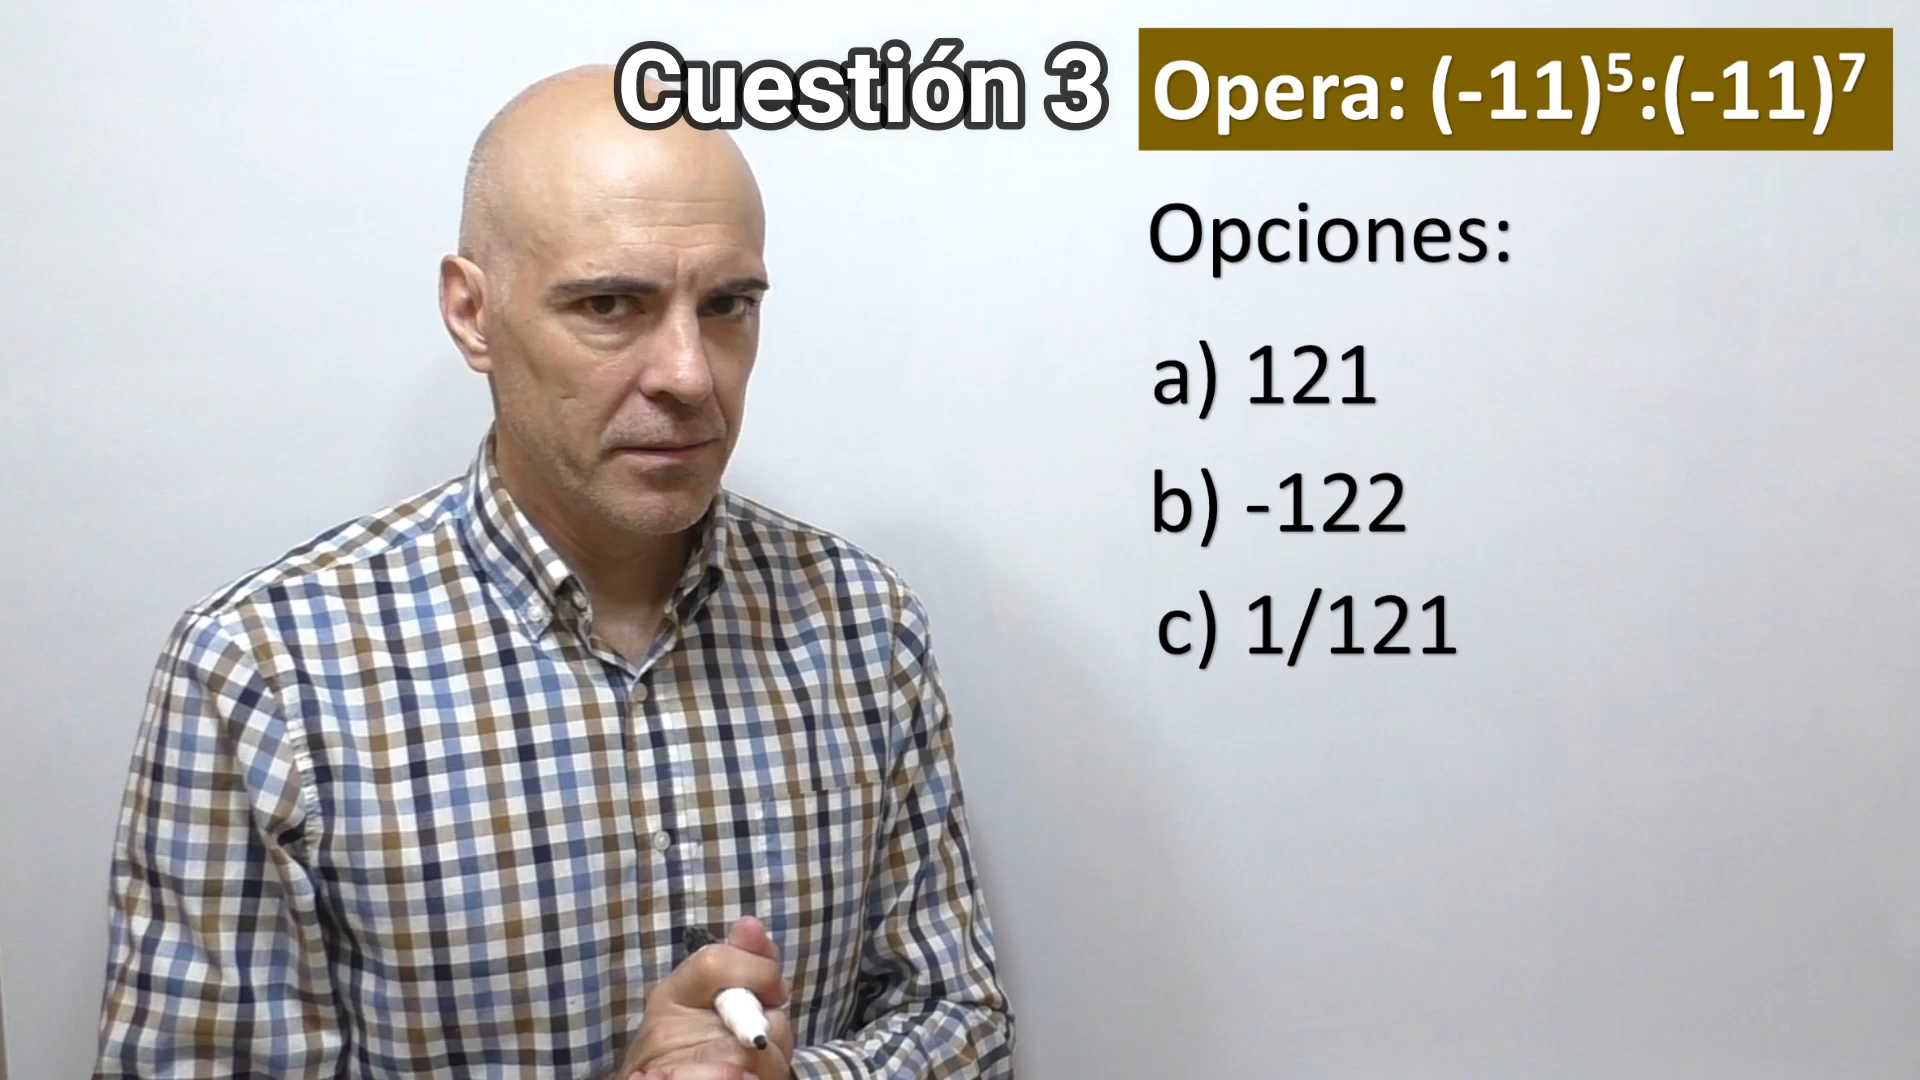 Cuestión 3
Opera: (-11)⁵:(-11)⁷
Opciones:
a) 121
b) -122
c) 1/121